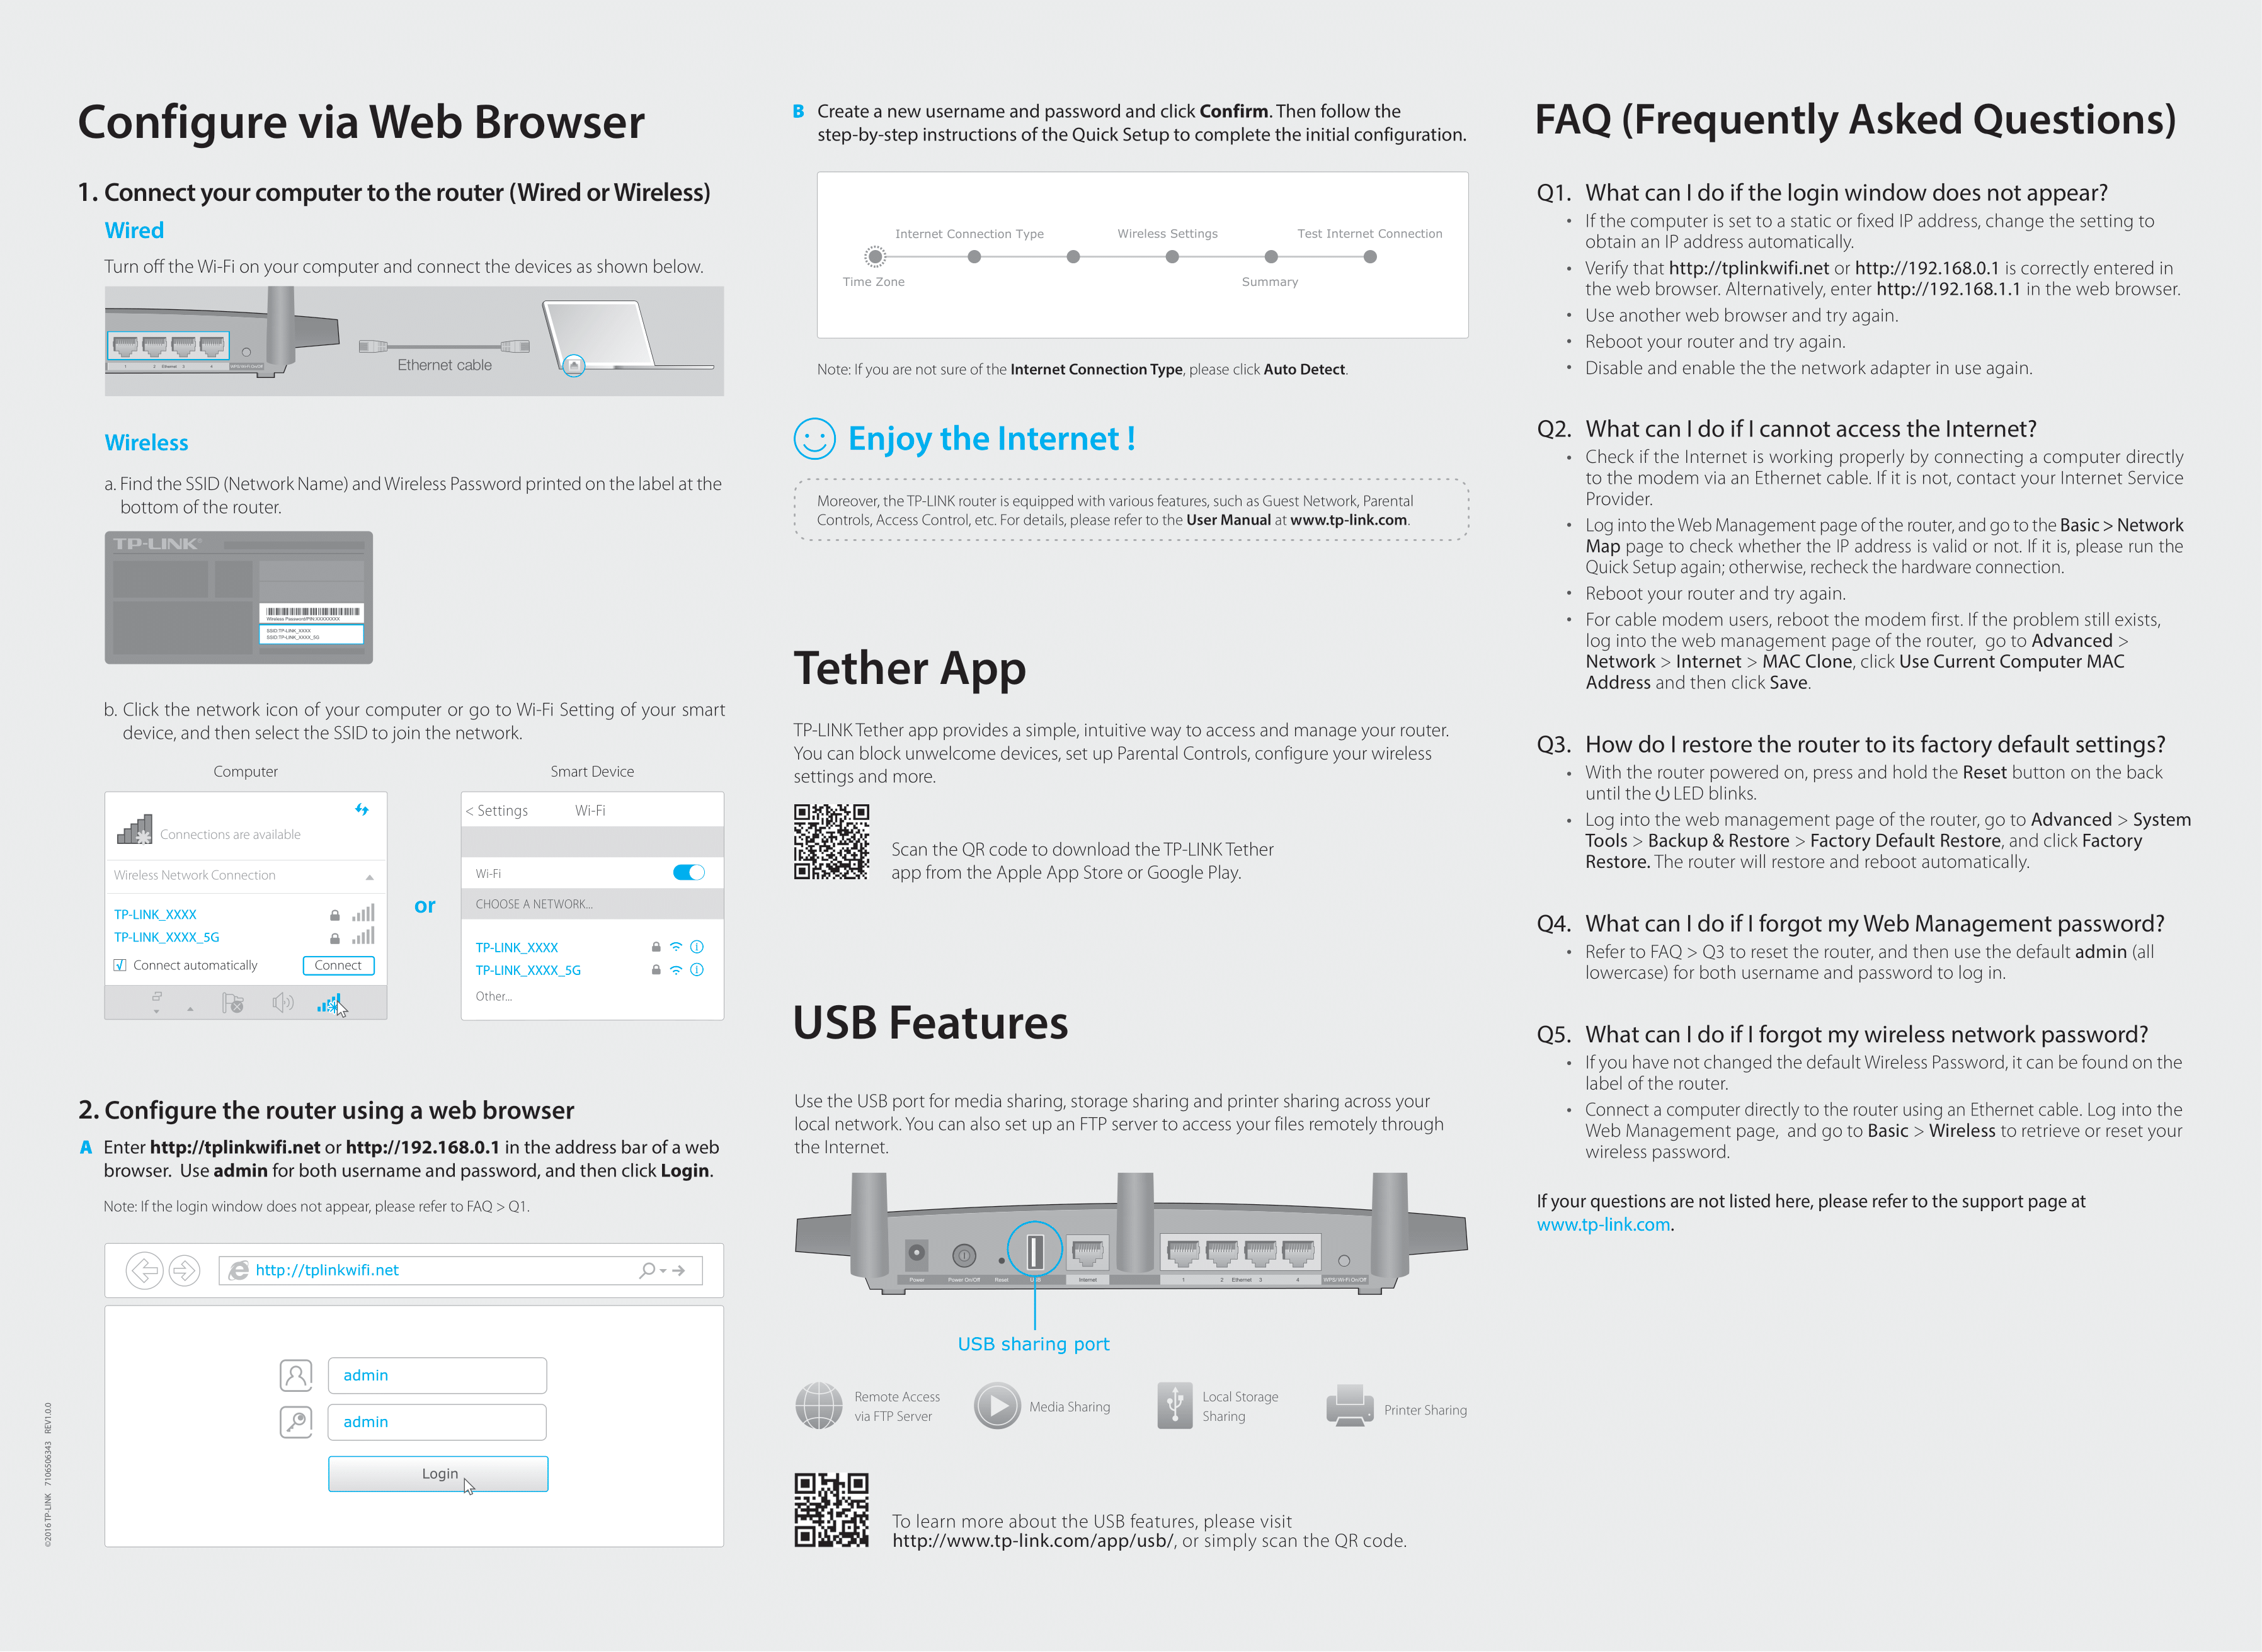 Configure via Web Browser
1. Connect your computer to the router (Wired or Wireless)
Wired
Turn off the Wi-Fi on your computer and connect the devices as shown below.
1 2 Ethernet 3 4 WPS/Wi-Fi On/Off
Ethernet cable
Wireless
a. Find the SSID (Network Name) and Wireless Password printed on the label at the
bottom of the router.
TP-LINK®
Wireless Password/PIN:XXXXXXXX
SSID:TP-LINK_XXXX
SSID:TP-LINK_XXXX_5G
b. Click the network icon of your computer or go to Wi-Fi Setting of your smart
device, and then select the SSID to join the network.
Computer
Connections are available
Wireless Network Connection
TP-LINK_XXXX
TP-LINK_XXXX_5G
Connect automatically
Connect
or
Smart Device
< Settings Wi-Fi
Wi-Fi
CHOOSE A NETWORK...
TP-LINK_XXXX
TP-LINK_XXXX_5G
Other...
2. Configure the router using a web browser
A Enter http://tplinkwifi.net or http://192.168.0.1 in the address bar of a web
browser. Use admin for both username and password, and then click Login.
Note: If the login window does not appear, please refer to FAQ > Q1.
http://tplinkwifi.net
admin
admin
Login
©2016 TP-LINK 7106506343 REV1.0.0
B Create a new username and password and click Confirm. Then follow the
step-by-step instructions of the Quick Setup to complete the initial configuration.
Internet Connection Type Wireless Settings Test Internet Connection
Time Zone Summary
Note: If you are not sure of the Internet Connection Type, please click Auto Detect.
Enjoy the Internet !
Moreover, the TP-LINK router is equipped with various features, such as Guest Network, Parental
Controls, Access Control, etc. For details, please refer to the User Manual at www.tp-link.com.
Tether App
TP-LINK Tether app provides a simple, intuitive way to access and manage your router.
You can block unwelcome devices, set up Parental Controls, configure your wireless
settings and more.
Scan the QR code to download the TP-LINK Tether
app from the Apple App Store or Google Play.
USB Features
Use the USB port for media sharing, storage sharing and printer sharing across your
local network. You can also set up an FTP server to access your files remotely through
the Internet.
Power Power On/Off Reset USB Internet 1 2 Ethernet 3 4 WPS/Wi-Fi On/Off
USB sharing port
Remote Access
via FTP Server
Media Sharing
Local Storage
Sharing
Printer Sharing
To learn more about the USB features, please visit
http://www.tp-link.com/app/usb/, or simply scan the QR code.
FAQ (Frequently Asked Questions)
Q1. What can I do if the login window does not appear?
• If the computer is set to a static or fixed IP address, change the setting to
obtain an IP address automatically.
• Verify that http://tplinkwifi.net or http://192.168.0.1 is correctly entered in
the web browser. Alternatively, enter http://192.168.1.1 in the web browser.
• Use another web browser and try again.
• Reboot your router and try again.
• Disable and enable the the network adapter in use again.
Q2. What can I do if I cannot access the Internet?
• Check if the Internet is working properly by connecting a computer directly
to the modem via an Ethernet cable. If it is not, contact your Internet Service
Provider.
• Log into the Web Management page of the router, and go to the Basic > Network
Map page to check whether the IP address is valid or not. If it is, please run the
Quick Setup again; otherwise, recheck the hardware connection.
• Reboot your router and try again.
• For cable modem users, reboot the modem first. If the problem still exists,
log into the web management page of the router, go to Advanced >
Network > Internet > MAC Clone, click Use Current Computer MAC
Address and then click Save.
Q3. How do I restore the router to its factory default settings?
• With the router powered on, press and hold the Reset button on the back
until the LED blinks.
• Log into the web management page of the router, go to Advanced > System
Tools > Backup & Restore > Factory Default Restore, and click Factory
Restore. The router will restore and reboot automatically.
Q4. What can I do if I forgot my Web Management password?
• Refer to FAQ > Q3 to reset the router, and then use the default admin (all
lowercase) for both username and password to log in.
Q5. What can I do if I forgot my wireless network password?
• If you have not changed the default Wireless Password, it can be found on the
label of the router.
• Connect a computer directly to the router using an Ethernet cable. Log into the
Web Management page, and go to Basic > Wireless to retrieve or reset your
wireless password.
If your questions are not listed here, please refer to the support page at
www.tp-link.com.